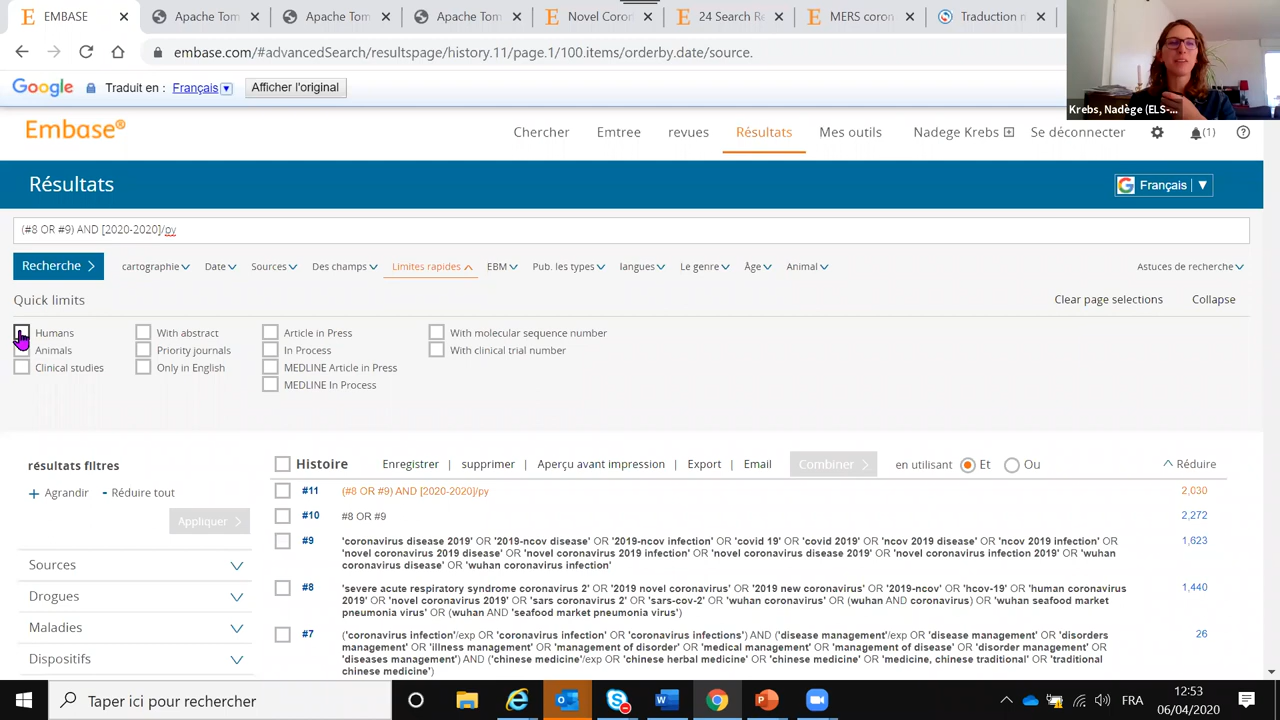 EMBASE
Apache Tom
Apache Tom
Apache Tom
Novel Coron
24 Search Re
MERS coron
Traduction n
embase.com/#advancedSearch/resultspage/history.11/page.1/100.items/orderby.date/source.
Google Traduit en : Français Afficher l'original
Krebs, Nadège (ELS-...
Embase® Chercher Emtree revues Résultats Mes outils Nadege Krebs Se déconnecter (1)
Résultats
Français
(#8 OR #9) AND [2020-2020]/py
Recherche cartographie Date Sources Des champs Limites rapides EBM Pub. les types langues Le genre Âge Animal Astuces de recherche
Quick limits Clear page selections Collapse
Humans With abstract Article in Press With molecular sequence number
Animals Priority journals In Process With clinical trial number
Clinical studies Only in English MEDLINE Article in Press
MEDLINE In Process
résultats filtres
+ Agrandir - Réduire tout
Appliquer
Sources
Drogues
Maladies
Dispositifs
Histoire Enregistrer | supprimer | Aperçu avant impression | Export | Email Combiner en utilisant Et Ou Réduire
#11 (#8 OR #9) AND [2020-2020]/py 2,030
#10 #8 OR #9 2,272
#9 'coronavirus disease 2019' OR '2019-ncov disease' OR '2019-ncov infection' OR 'covid 19' OR 'covid 2019' OR 'ncov 2019 disease' OR 'ncov 2019 infection' OR 1,623
'novel coronavirus 2019 disease' OR 'novel coronavirus 2019 infection' OR 'novel coronavirus disease 2019' OR 'novel coronavirus infection 2019' OR 'wuhan
coronavirus disease' OR 'wuhan coronavirus infection'
#8 'severe acute respiratory syndrome coronavirus 2' OR '2019 novel coronavirus' OR '2019 new coronavirus' OR '2019-ncov' OR 'hcov-19' OR 'human coronavirus 1,440
2019' OR 'novel coronavirus 2019' OR 'sars coronavirus 2' OR 'sars-cov-2' OR 'wuhan coronavirus' OR (wuhan AND coronavirus) OR 'wuhan seafood market
pneumonia virus' OR (wuhan AND 'seafood market pneumonia virus')
#7 ('coronavirus infection'/exp OR 'coronavirus infection' OR 'coronavirus infections') AND ('disease management'/exp OR 'disease management' OR 'disorders 26
management' OR 'illness management' OR 'management of disorder' OR 'medical management' OR 'management of disease' OR 'disorder management' OR
'diseases management') AND ('chinese medicine'/exp OR 'chinese herbal medicine' OR 'chinese medicine' OR 'medicine, chinese traditional' OR 'traditional
chinese medicine')
Taper ici pour rechercher
FRA
12:53
06/04/2020